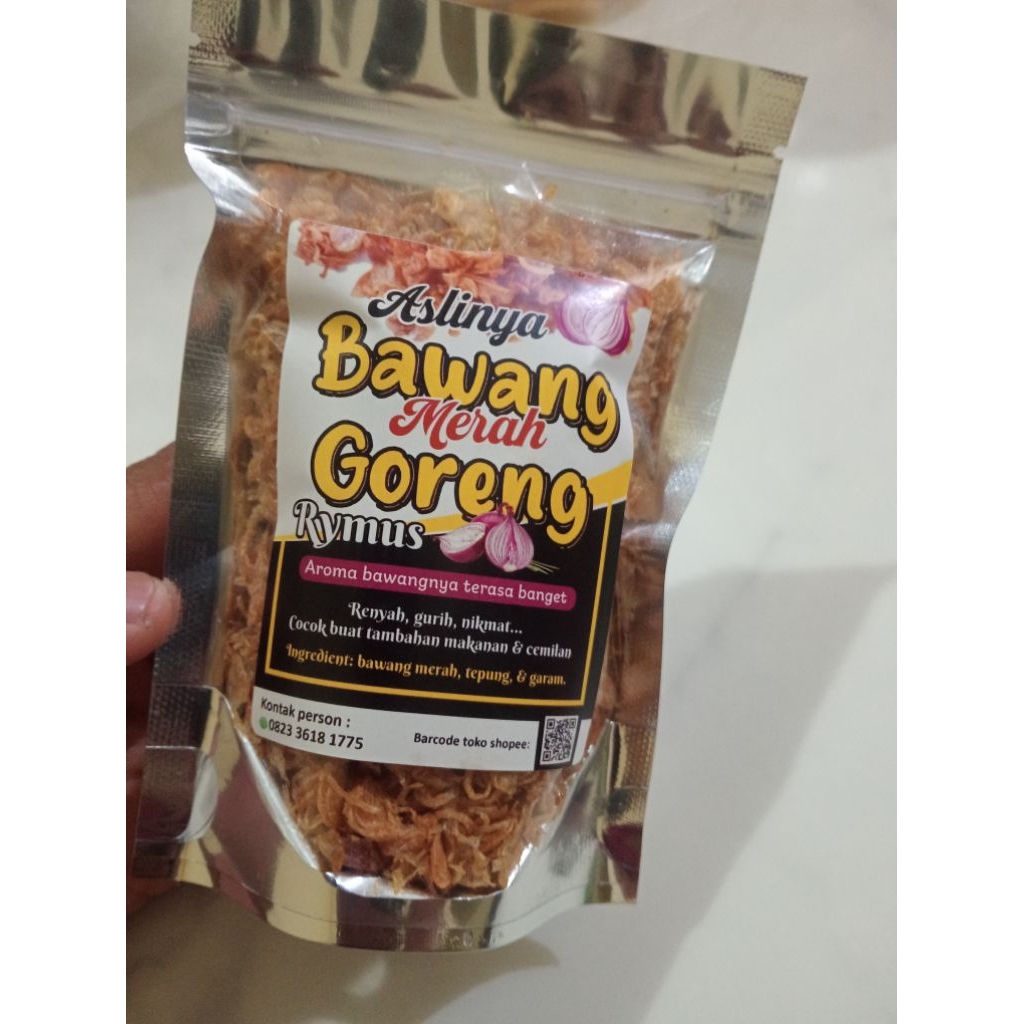 Aslinya
Bawang
Merah
Goreng
Rymus
Aroma bawangnya terasa banget
Renyah, gurih, nikmat...
Cocok buat tambahan makanan & cemilan
Ingredient: bawang merah, tepung, & garam.
Kontak person :
0823 3618 1775
Barcode toko shopee: